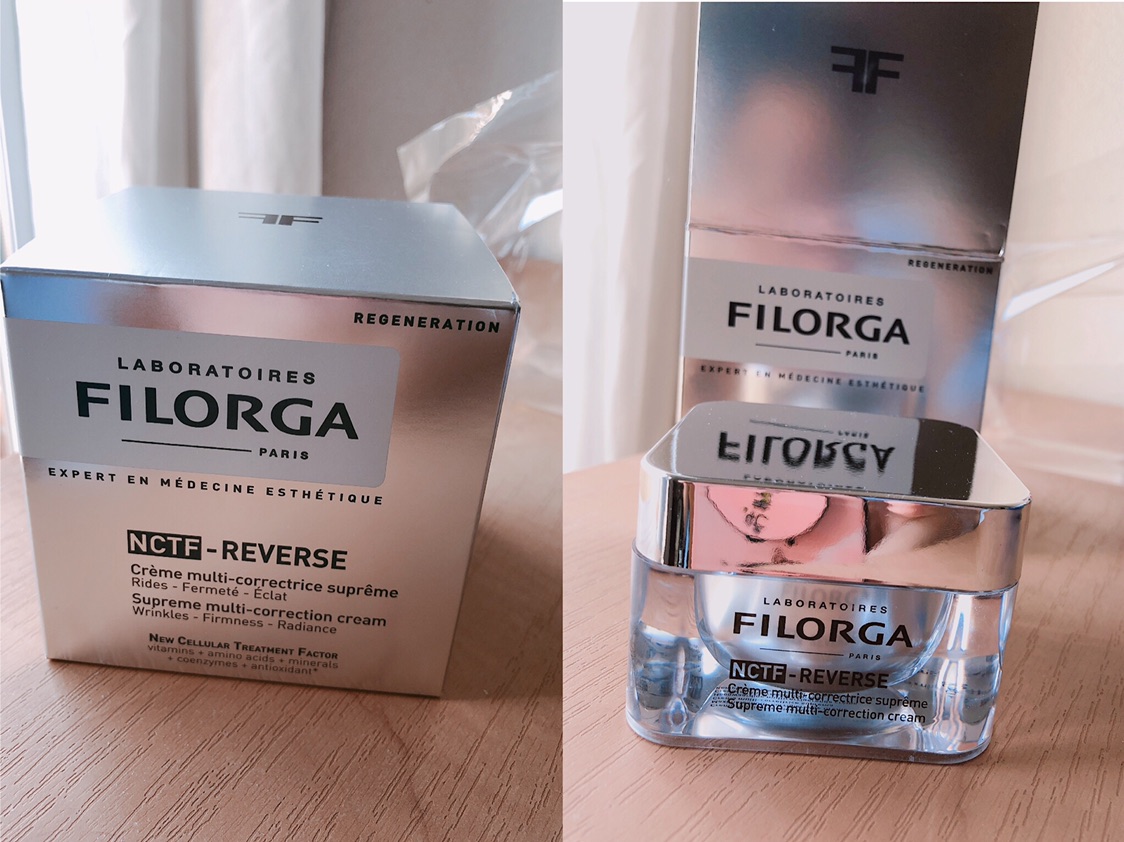 REGENERATION
LABORATOIRES
FILORGA
PARIS
EXPERT EN MÉDECINE ESTHÉTIQUE
NCTF-REVERSE
Crème multi-correctrice suprême
Rides - Fermeté - Éclat
Supreme multi-correction cream
Wrinkles - Firmness - Radiance
NEW CELLULAR TREATMENT FACTOR
vitamins + amino acids + minerals
+ coenzymes + antioxidant*
REGENERATION
LABORATOIRES
FILORGA
PARIS
EXPERT EN MÉDECINE ESTHÉTIQUE
FILORGA
LABORATOIRES
FILORGA
PARIS
NCTF-REVERSE
Crème multi-correctrice suprême
Supreme multi-correction cream